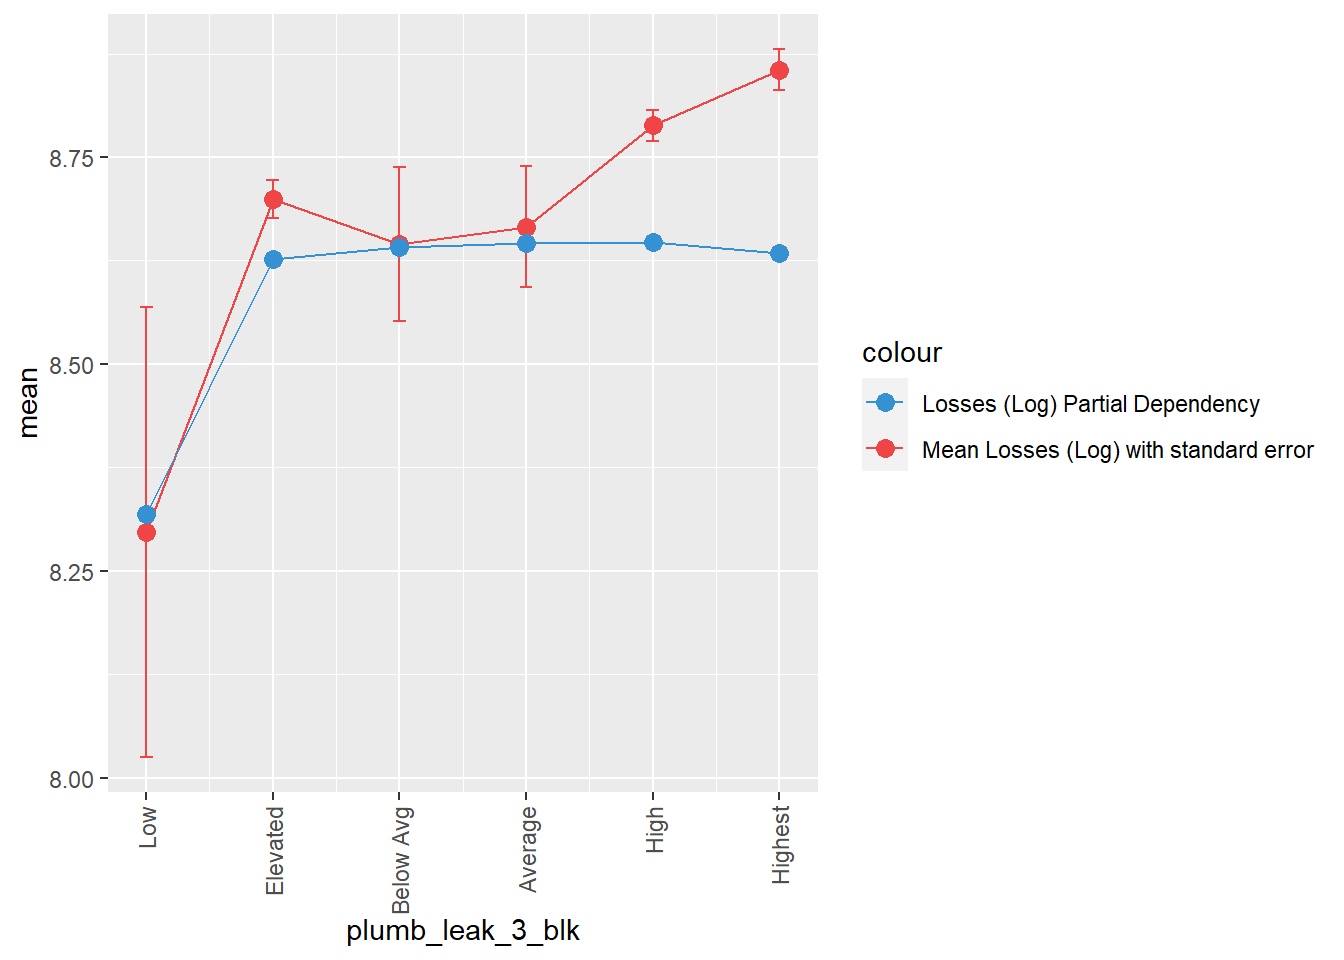 mean
8.75
8.50
8.25
8.00
Low
Elevated
Below Avg
Average
High
Highest
plumb_leak_3_blk
colour
Losses (Log) Partial Dependency
Mean Losses (Log) with standard error